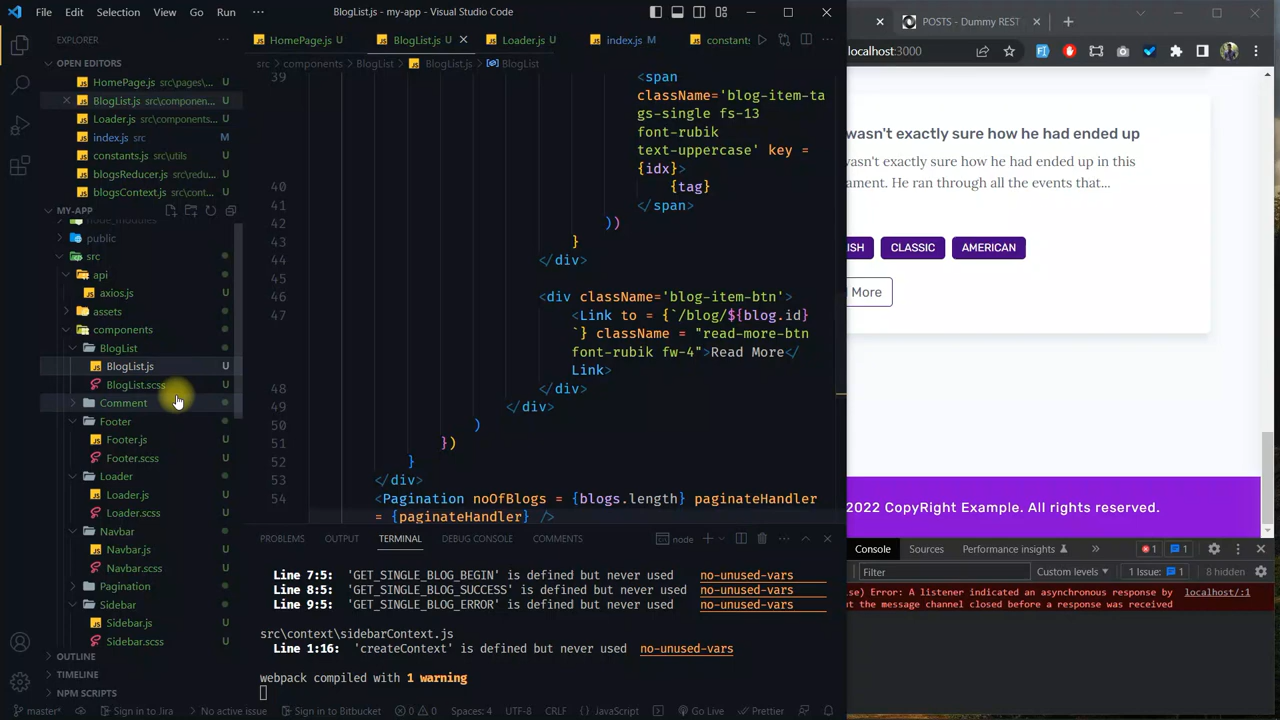 File Edit Selection View Go Run ··· BlogList.js - my-app - Visual Studio Code
EXPLORER
OPEN EDITORS
HomePage.js src\pages\... U
BlogList.js src\componen... U
Loader.js src\components... U
index.js src M
constants.js src\utils U
blogsReducer.js src\redu... U
blogsContext.js src\cont... U
MY-APP
node_modules
public
src
api
axios.js U
assets
components
BlogList
BlogList.js U
BlogList.scss U
Comment
Footer
Footer.js U
Footer.scss U
Loader
Loader.js U
Loader.scss U
Navbar
Navbar.js U
Navbar.scss U
Pagination
Sidebar
Sidebar.js U
Sidebar.scss U
OUTLINE
TIMELINE
NPM SCRIPTS
HomePage.js U BlogList.js U Loader.js U index.js M constants
src > components > BlogList > BlogList.js > BlogList
39 <span
className='blog-item-ta
gs-single fs-13
font-rubik
text-uppercase' key =
{idx}>
40 {tag}
41 </span>
42 ))
43 }
44 </div>
45
46 <div className='blog-item-btn'>
47 <Link to = {`/blog/${blog.id}
`} className = "read-more-btn
font-rubik fw-4">Read More</
Link>
48 </div>
49 </div>
50 )
51 })
52 }
53 </div>
54 <Pagination noOfBlogs = {blogs.length} paginateHandler
= {paginateHandler} />
PROBLEMS OUTPUT TERMINAL DEBUG CONSOLE COMMENTS node
Line 7:5: 'GET_SINGLE_BLOG_BEGIN' is defined but never used no-unused-vars
Line 8:5: 'GET_SINGLE_BLOG_SUCCESS' is defined but never used no-unused-vars
Line 9:5: 'GET_SINGLE_BLOG_ERROR' is defined but never used no-unused-vars
src\context\sidebarContext.js
Line 1:16: 'createContext' is defined but never used no-unused-vars
webpack compiled with 1 warning
master* Sign in to Jira No active issue Sign in to Bitbucket 0 0 Spaces: 4 UTF-8 CRLF {} JavaScript Go Live Prettier
POSTS - Dummy REST
localhost:3000
wasn't exactly sure how he had ended up
wasn't exactly sure how he had ended up in this
ament. He ran through all the events that...
ISH CLASSIC AMERICAN
More
2022 CopyRight Example. All rights reserved.
Console Sources Performance insights 1 1
Filter Custom levels 1 Issue: 1 8 hidden
se) Error: A listener indicated an asynchronous response by localhost/:1
ut the message channel closed before a response was received